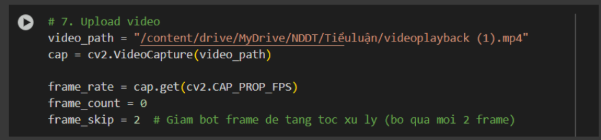 # 7. Upload video
video_path = "/content/drive/MyDrive/NDDT/Tiểuluận/videoplayback (1).mp4"
cap = cv2.VideoCapture(video_path)
frame_rate = cap.get(cv2.CAP_PROP_FPS)
frame_count = 0
frame_skip = 2  # Giam bot frame de tang toc xu ly (bo qua moi 2 frame)